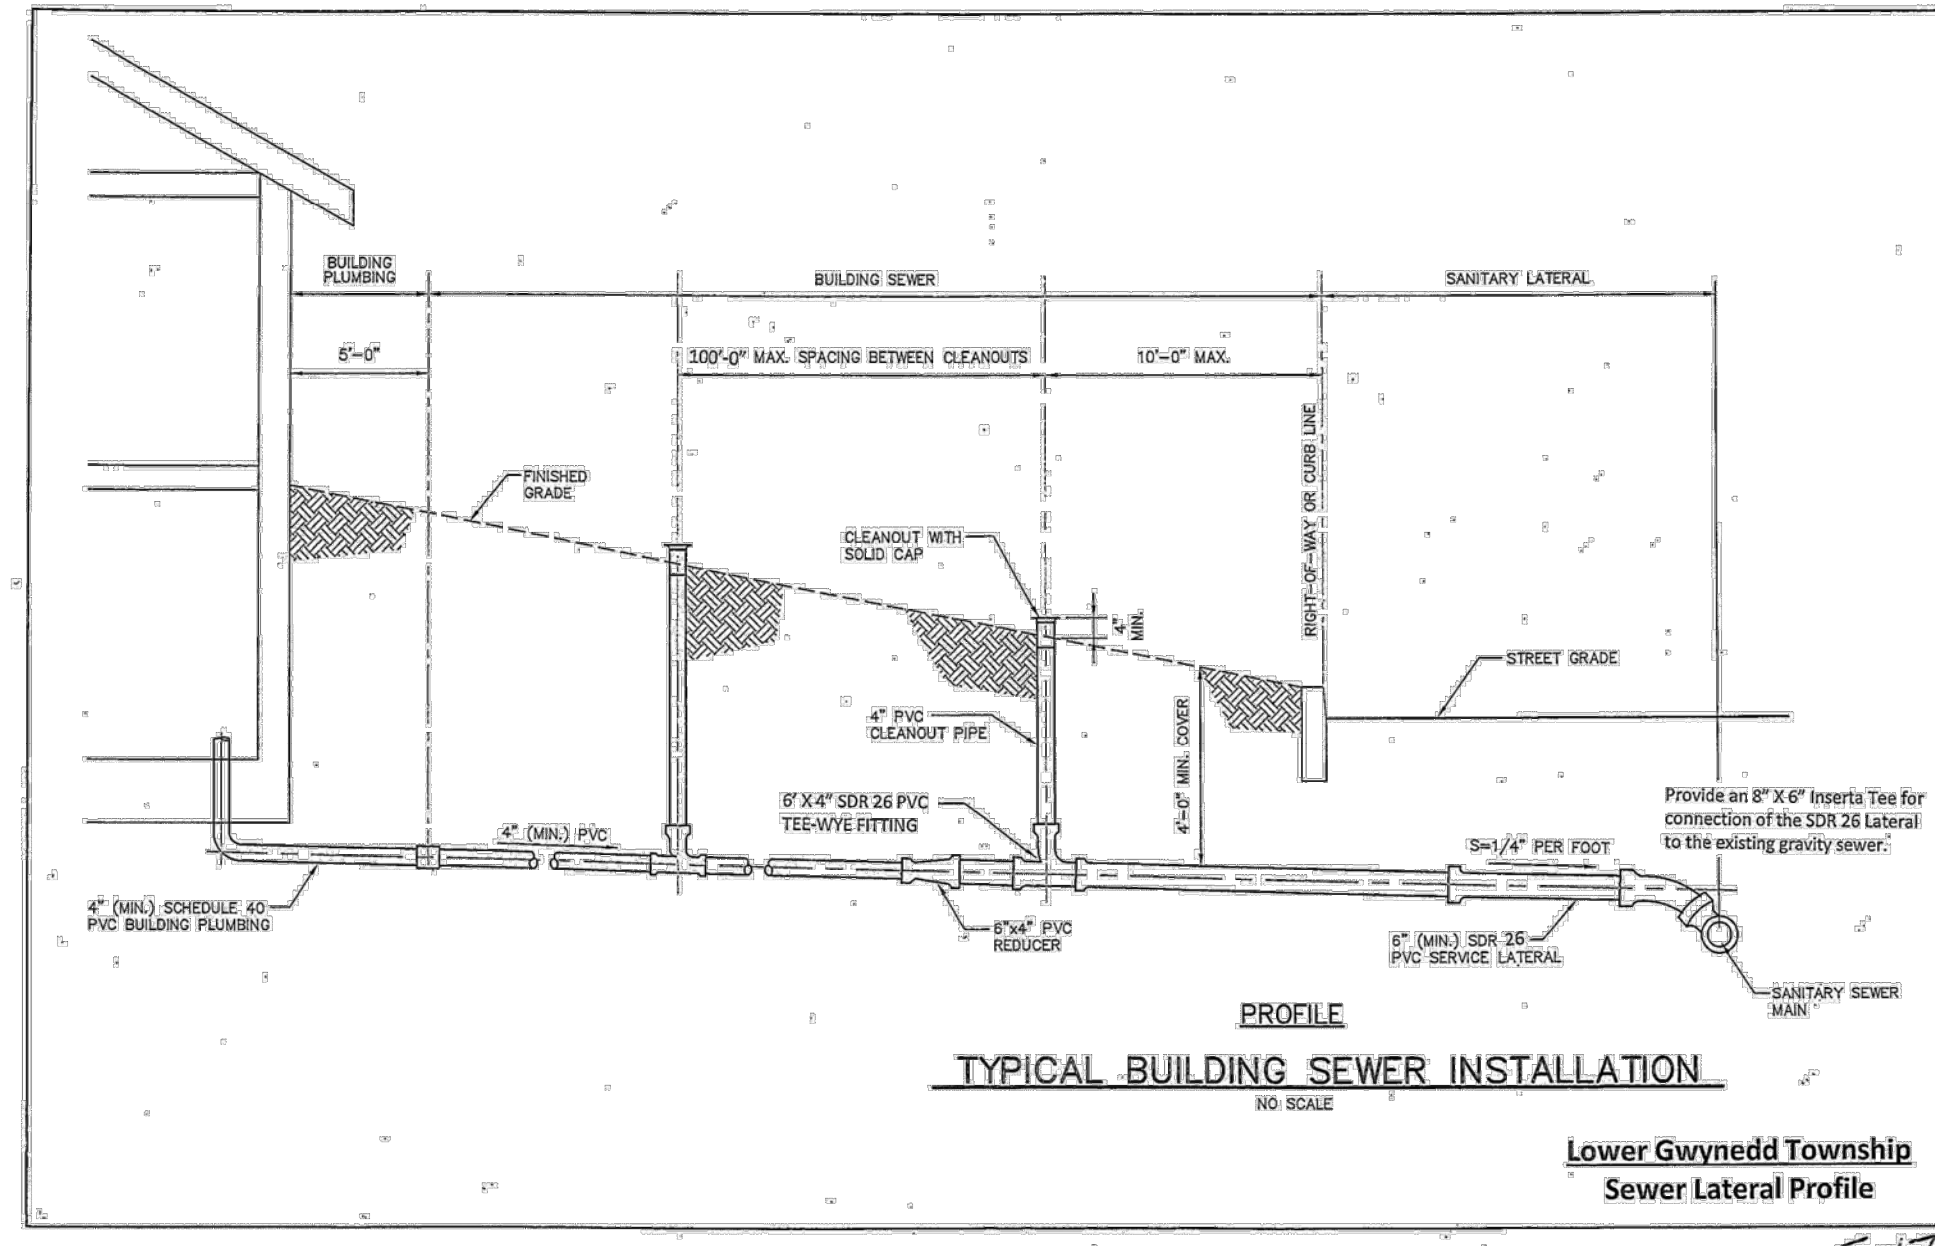 BUILDING
PLUMBING
BUILDING SEWER
SANITARY LATERAL
5'-0"
100'-0" MAX. SPACING BETWEEN CLEANOUTS
10'-0" MAX.
RIGHT-OF-WAY OR CURB LINE
FINISHED
GRADE
CLEANOUT WITH
SOLID CAP
4"
MIN.
STREET GRADE
4" PVC
CLEANOUT PIPE
4'-0" MIN. COVER
6' X 4" SDR 26 PVC
TEE-WYE FITTING
Provide an 8" X 6" Inserta Tee for
connection of the SDR 26 Lateral
to the existing gravity sewer.
4" (MIN.) PVC
S=1/4" PER FOOT
4" (MIN.) SCHEDULE 40
PVC BUILDING PLUMBING
6"x4" PVC
REDUCER
6" (MIN.) SDR 26
PVC SERVICE LATERAL
SANITARY SEWER
MAIN
PROFILE
TYPICAL BUILDING SEWER INSTALLATION
NO SCALE
Lower Gwynedd Township
Sewer Lateral Profile